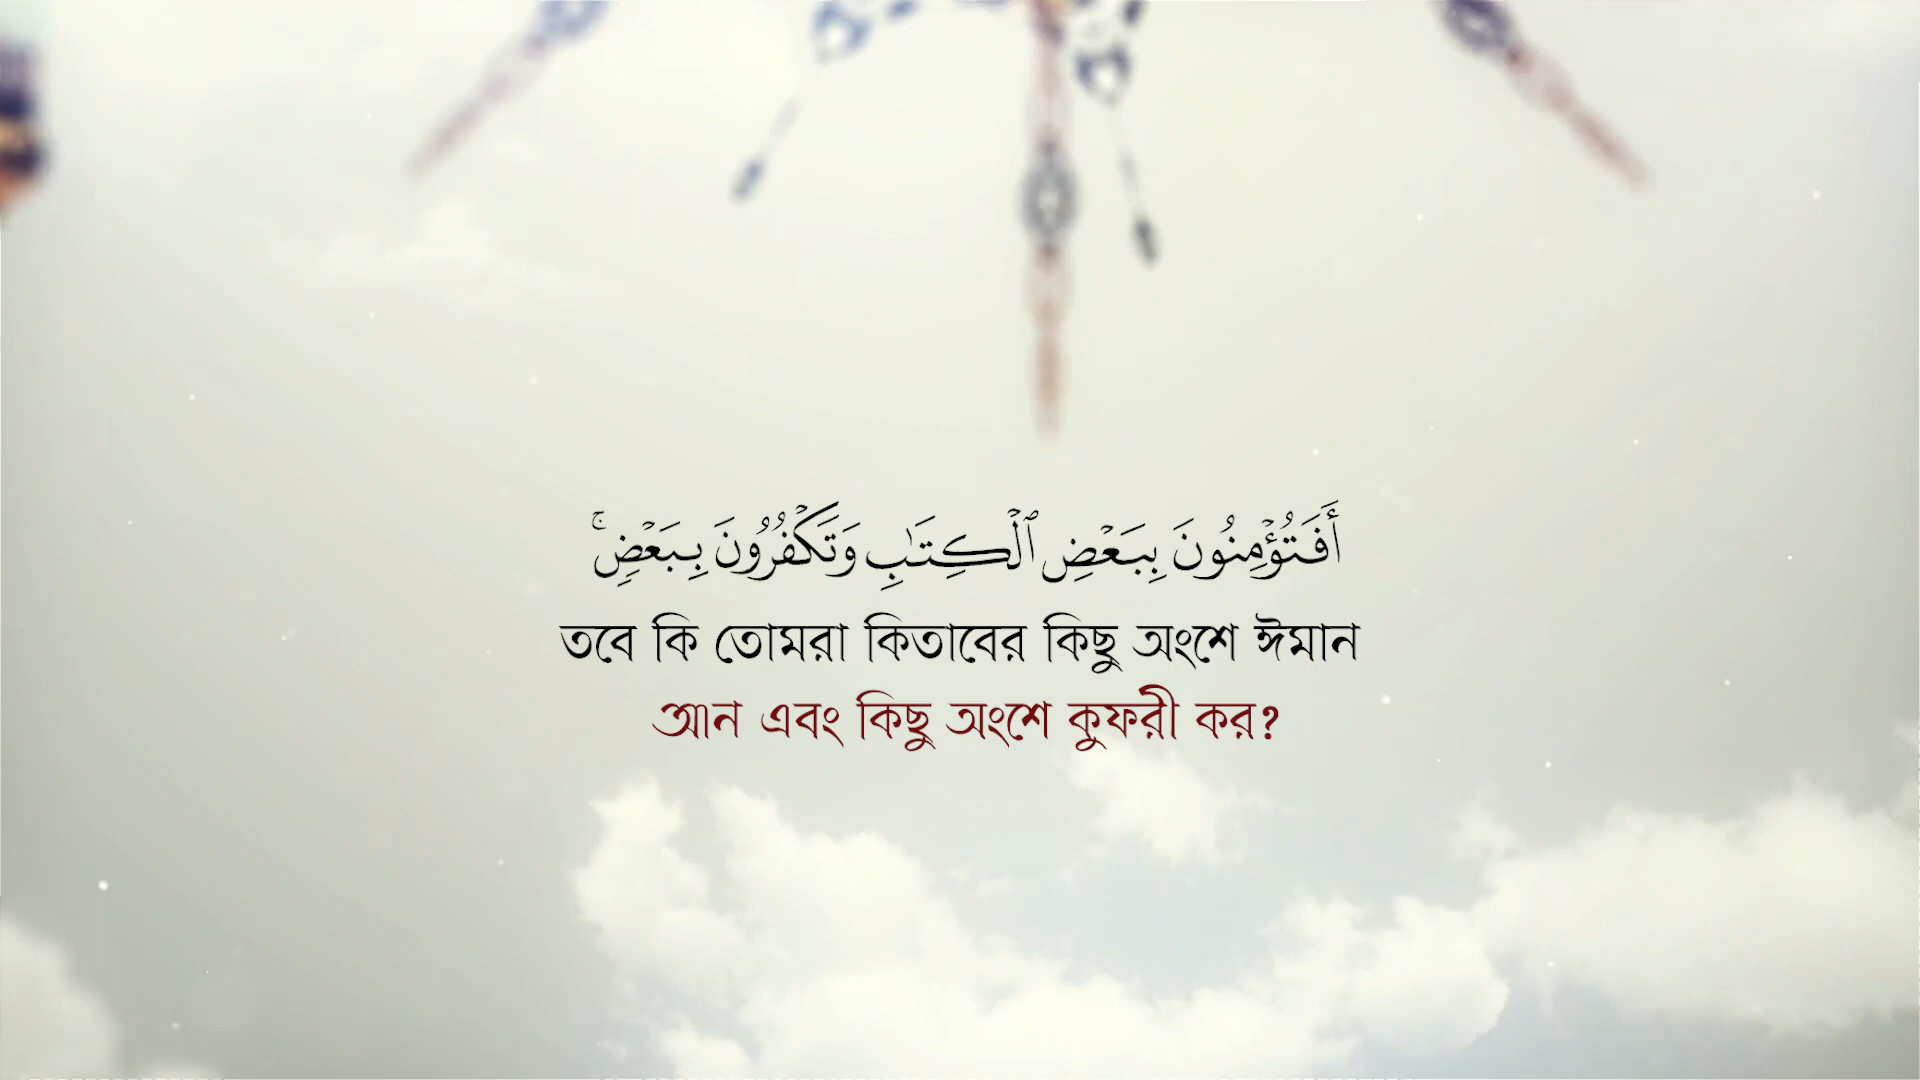 أَفَتُؤْمِنُونَ بِبَعْضِ ٱلْكِتَٰبِ وَتَكْفُرُونَ بِبَعْضٍۚ
তবে কি তোমরা কিতাবের কিছু অংশে ঈমান
আন এবং কিছু অংশে কুফরী কর?